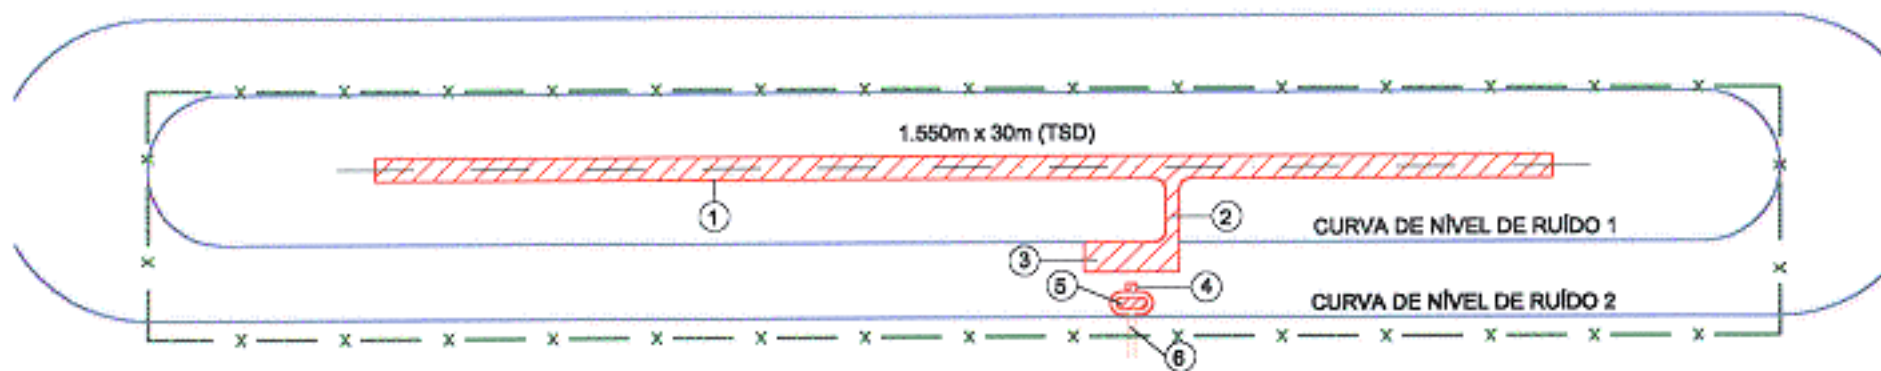 1.550m x 30m (TSD)
1
2
CURVA DE NÍVEL DE RUÍDO 1
3
5
4
CURVA DE NÍVEL DE RUÍDO 2
6